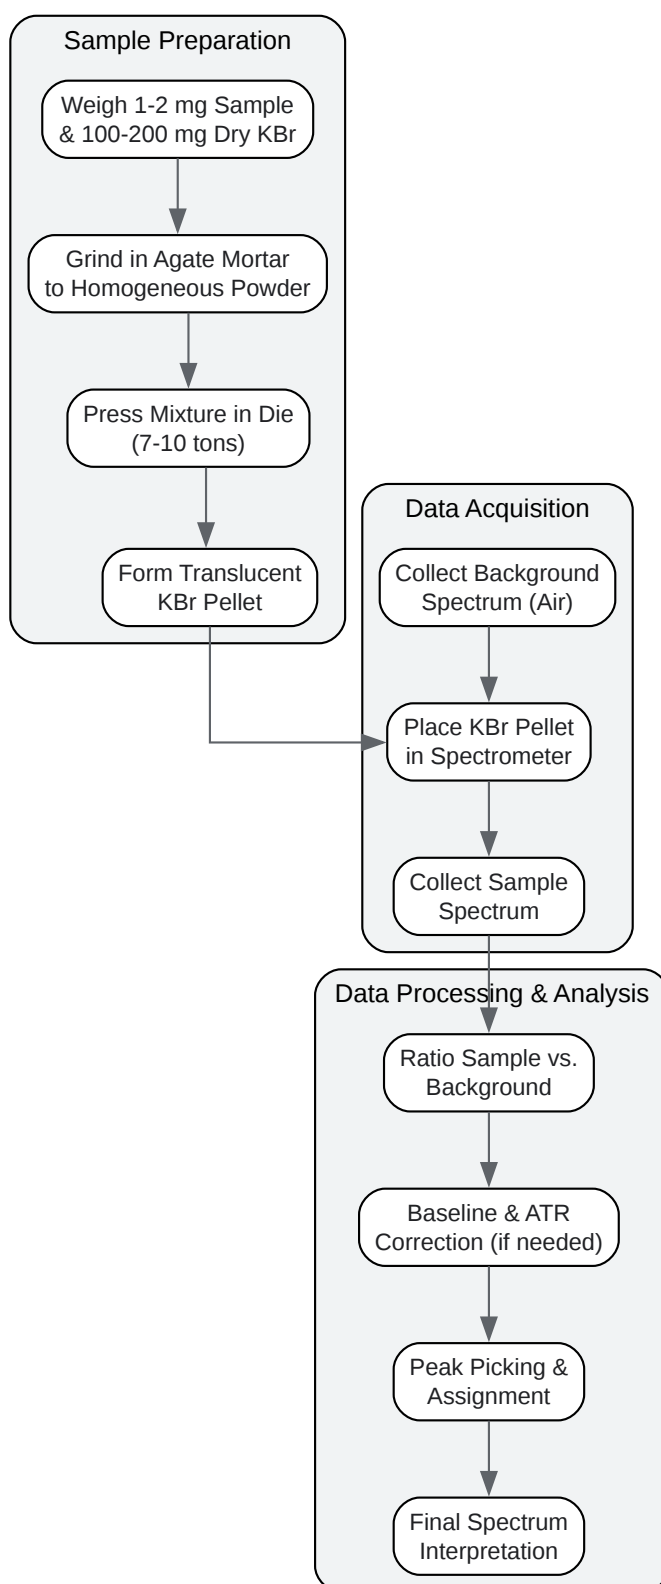 Sample Preparation
Weigh 1-2 mg Sample
& 100-200 mg Dry KBr
Grind in Agate Mortar
to Homogeneous Powder
Press Mixture in Die
(7-10 tons)
Form Translucent
KBr Pellet
Data Acquisition
Collect Background
Spectrum (Air)
Place KBr Pellet
in Spectrometer
Collect Sample
Spectrum
Data Processing & Analysis
Ratio Sample vs.
Background
Baseline & ATR
Correction (if needed)
Peak Picking &
Assignment
Final Spectrum
Interpretation